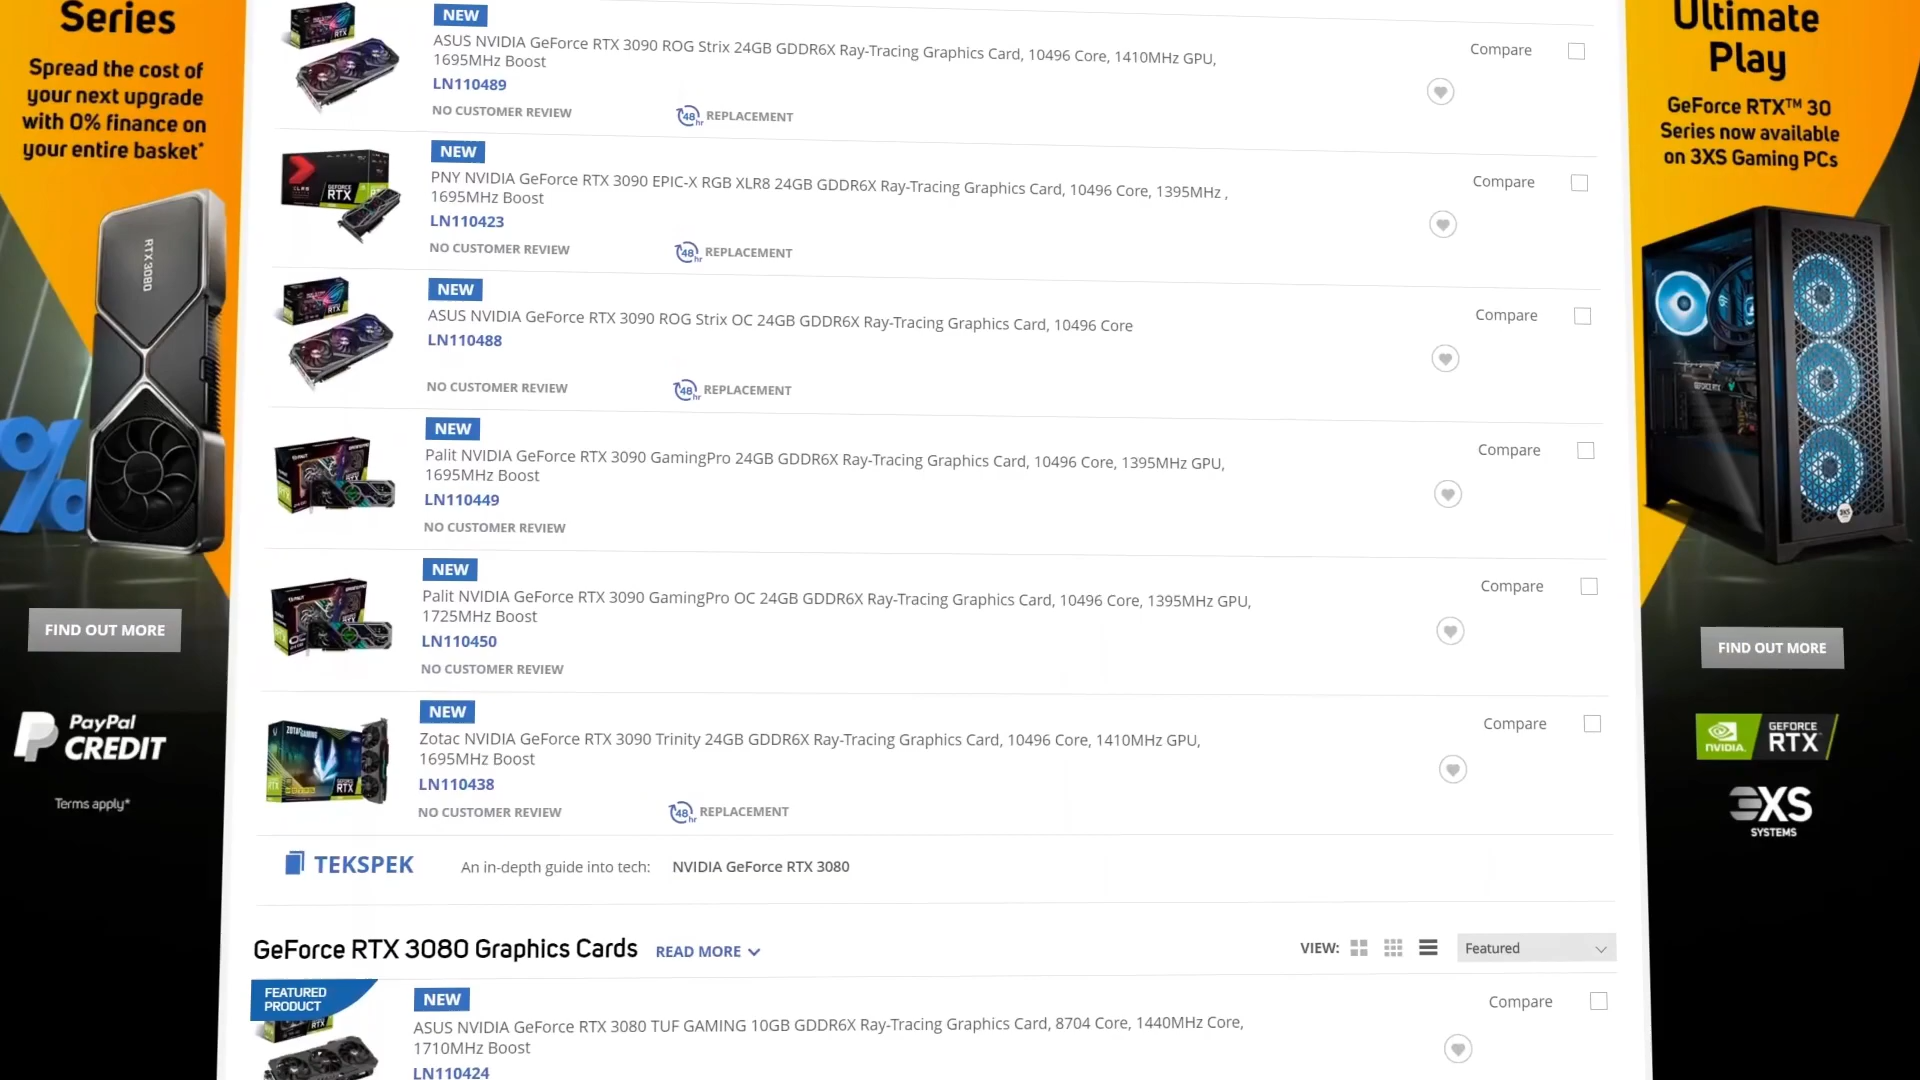 Series
Spread the cost of
your next upgrade
with 0% finance on
your entire basket*
RTX 3080
%
FIND OUT MORE
PayPal
CREDIT
Terms apply*
NEW
ASUS NVIDIA GeForce RTX 3090 ROG Strix 24GB GDDR6X Ray-Tracing Graphics Card, 10496 Core, 1410MHz GPU,
1695MHz Boost
LN110489
NO CUSTOMER REVIEW
48hr REPLACEMENT
Compare
NEW
PNY NVIDIA GeForce RTX 3090 EPIC-X RGB XLR8 24GB GDDR6X Ray-Tracing Graphics Card, 10496 Core, 1395MHz ,
1695MHz Boost
LN110423
NO CUSTOMER REVIEW
48hr REPLACEMENT
Compare
NEW
ASUS NVIDIA GeForce RTX 3090 ROG Strix OC 24GB GDDR6X Ray-Tracing Graphics Card, 10496 Core
LN110488
NO CUSTOMER REVIEW
48hr REPLACEMENT
Compare
NEW
Palit NVIDIA GeForce RTX 3090 GamingPro 24GB GDDR6X Ray-Tracing Graphics Card, 10496 Core, 1395MHz GPU,
1695MHz Boost
LN110449
NO CUSTOMER REVIEW
Compare
NEW
Palit NVIDIA GeForce RTX 3090 GamingPro OC 24GB GDDR6X Ray-Tracing Graphics Card, 10496 Core, 1395MHz GPU,
1725MHz Boost
LN110450
NO CUSTOMER REVIEW
Compare
NEW
Zotac NVIDIA GeForce RTX 3090 Trinity 24GB GDDR6X Ray-Tracing Graphics Card, 10496 Core, 1410MHz GPU,
1695MHz Boost
LN110438
NO CUSTOMER REVIEW
48hr REPLACEMENT
Compare
TEKSPEK
An in-depth guide into tech: NVIDIA GeForce RTX 3080
GeForce RTX 3080 Graphics Cards
READ MORE
VIEW:
Featured
FEATURED
PRODUCT
NEW
ASUS NVIDIA GeForce RTX 3080 TUF GAMING 10GB GDDR6X Ray-Tracing Graphics Card, 8704 Core, 1440MHz Core,
1710MHz Boost
LN110424
Compare
Ultimate
Play
GeForce RTX™ 30
Series now available
on 3XS Gaming PCs
FIND OUT MORE
NVIDIA.
GEFORCE
RTX
3XS
SYSTEMS